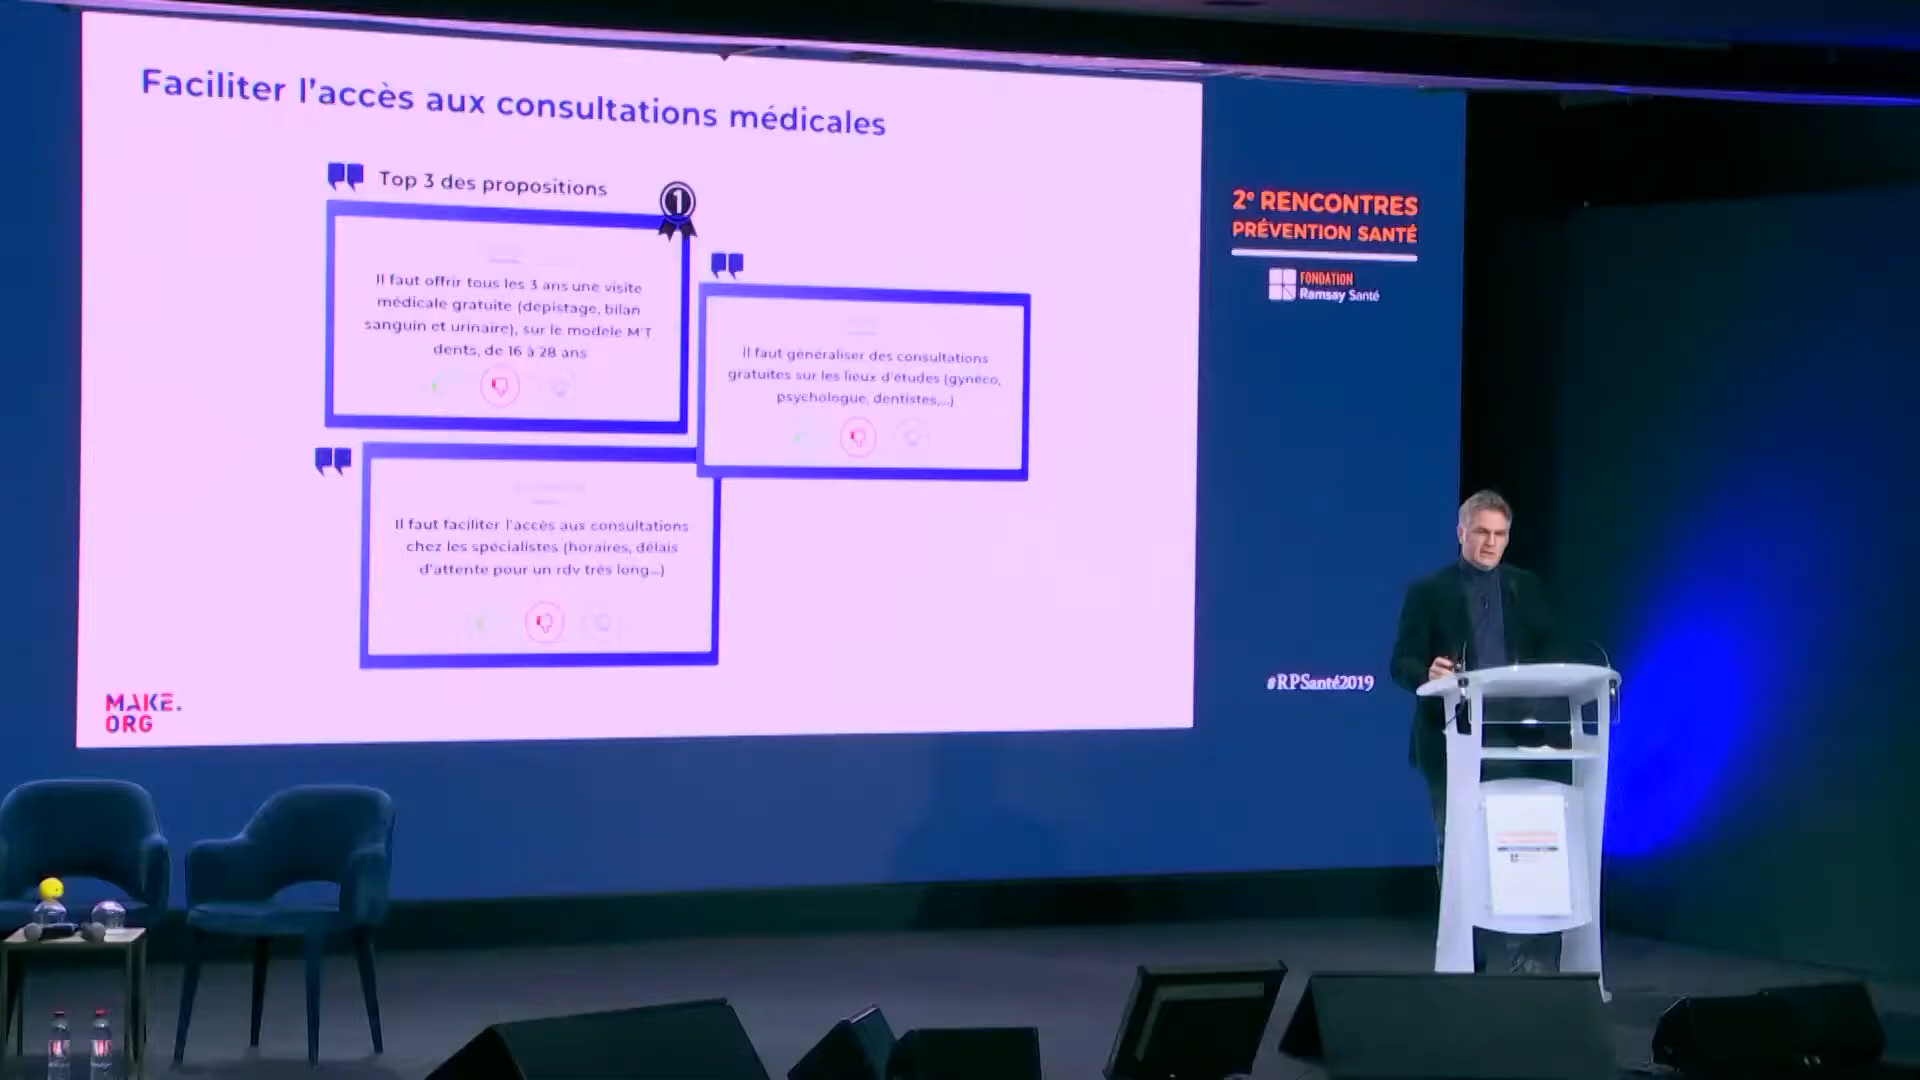 Faciliter l'accès aux consultations médicales
Top 3 des propositions
1
Il faut offrir tous les 3 ans une visite
médicale gratuite (dépistage, bilan
sanguin et urinaire), sur le modèle M'T
dents, de 16 à 28 ans
Il faut généraliser des consultations
gratuites sur les lieux d'études (gynéco,
psychologue, dentistes,...)
Il faut faciliter l'accès aux consultations
chez les spécialistes (horaires, délais
d'attente pour un rdv très long...)
MAKE.
ORG
2e RENCONTRES
PRÉVENTION SANTÉ
FONDATION
Ramsay Santé
#RPSanté2019